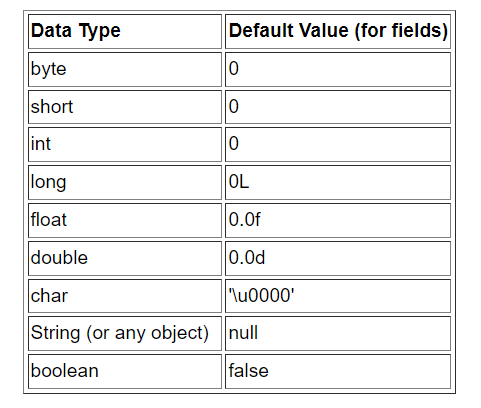 Data Type Default Value (for fields)
byte 0
short 0
int 0
long 0L
float 0.0f
double 0.0d
char '\u0000'
String (or any object) null
boolean false